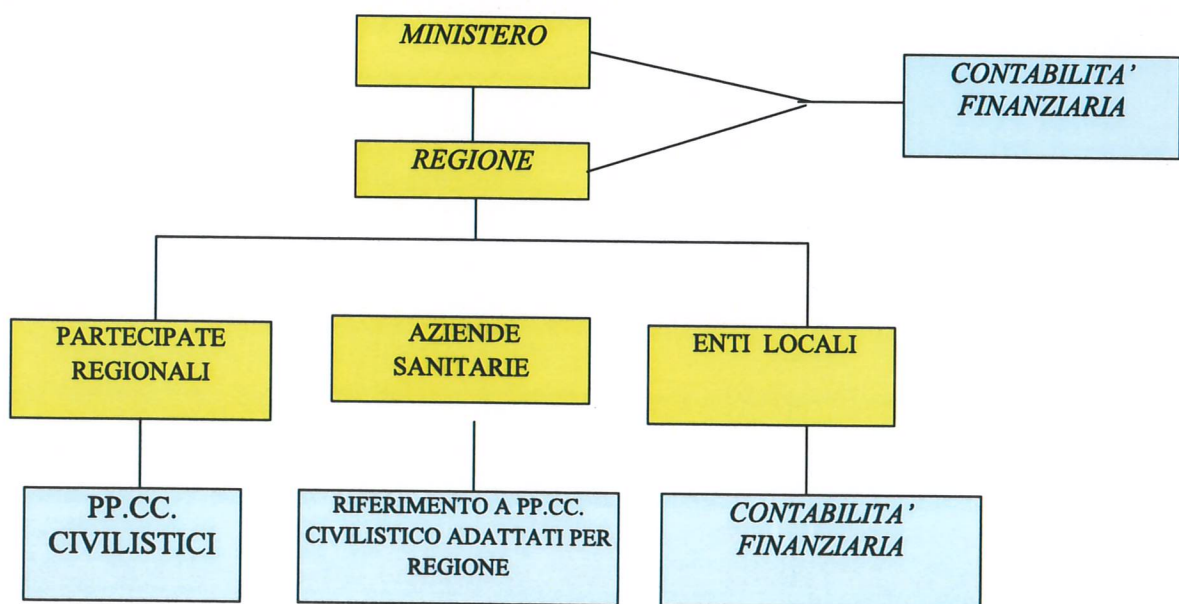 MINISTERO
CONTABILITA'
FINANZIARIA
REGIONE
PARTECIPATE
REGIONALI
AZIENDE
SANITARIE
ENTI LOCALI
PP.CC.
CIVILISTICI
RIFERIMENTO A PP.CC.
CIVILISTICO ADATTATI PER
REGIONE
CONTABILITA'
FINANZIARIA